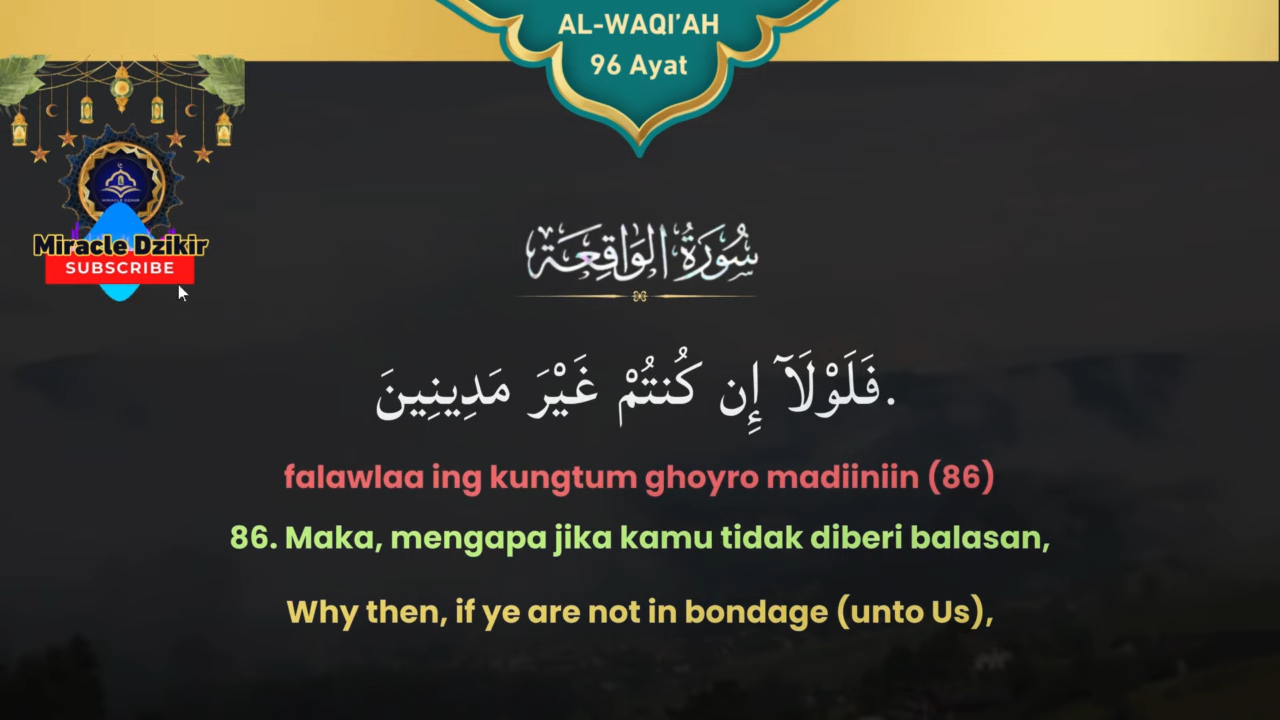 AL-WAQI’AH
96 Ayat
Miracle Dzikir
SUBSCRIBE
سُورَةُ الوَاقِعَة
فَلَوْلَآ إِن كُنتُمْ غَيْرَ مَدِينِينَ.
falawlaa ing kungtum ghoyro madiiniin (86)
86. Maka, mengapa jika kamu tidak diberi balasan,
Why then, if ye are not in bondage (unto Us),